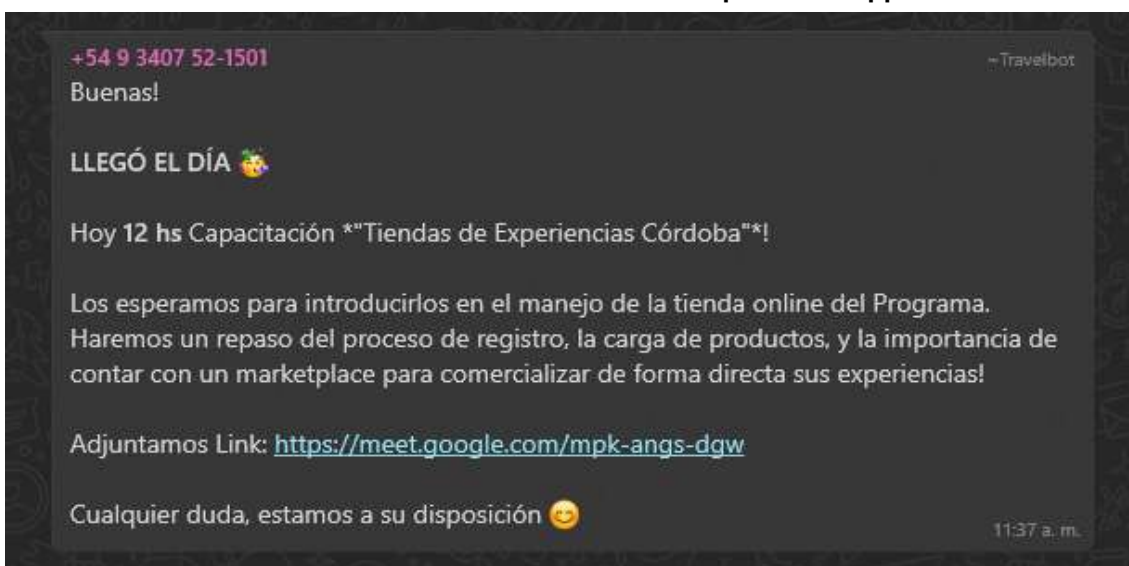 +54 9 3407 52-1501
~Travelbot
Buenas!
LLEGÓ EL DÍA 🥳
Hoy 12 hs Capacitación *"Tiendas de Experiencias Córdoba"*!
Los esperamos para introducirlos en el manejo de la tienda online del Programa.
Haremos un repaso del proceso de registro, la carga de productos, y la importancia de
contar con un marketplace para comercializar de forma directa sus experiencias!
Adjuntamos Link: https://meet.google.com/mpk-angs-dgw
Cualquier duda, estamos a su disposición 😊
11:37 a. m.